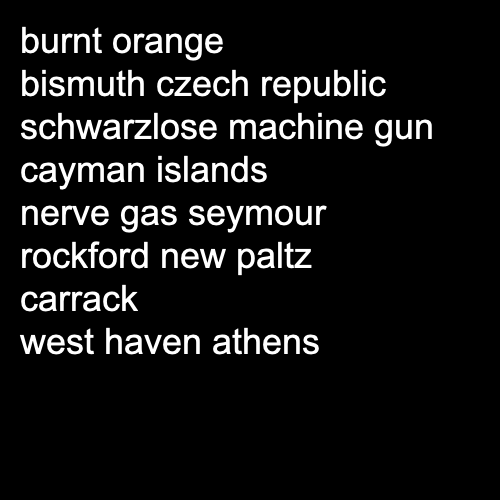 burnt orange
bismuth czech republic
schwarzlose machine gun
cayman islands
nerve gas seymour
rockford new paltz
carrack
west haven athens